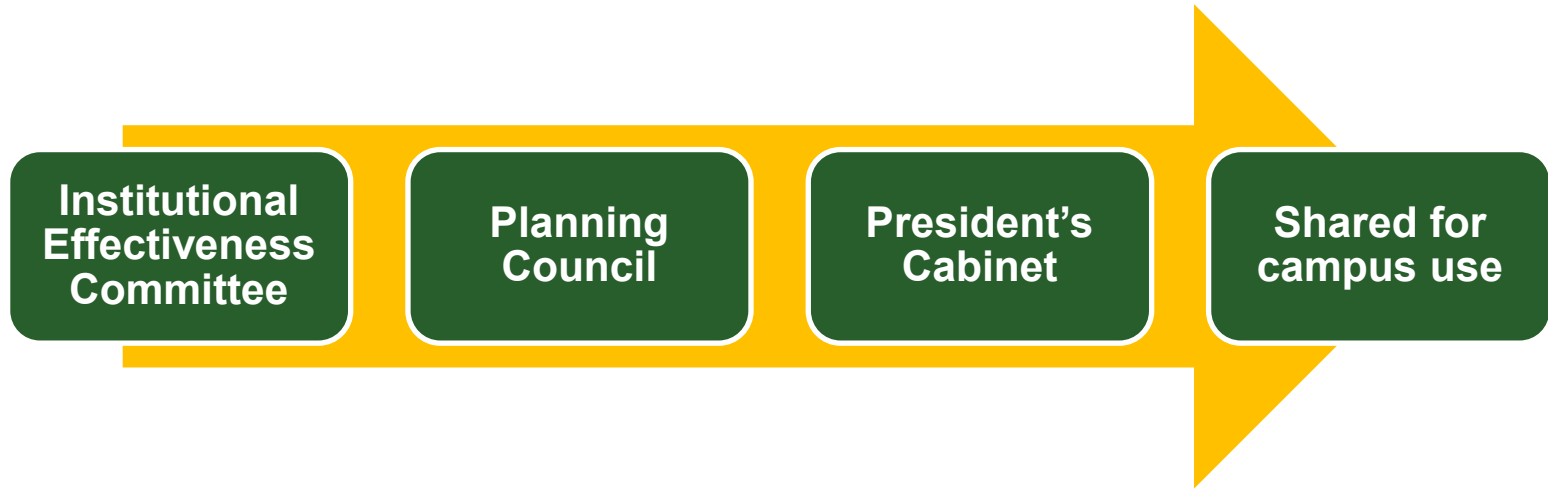 Institutional
Effectiveness
Committee
Planning
Council
President’s
Cabinet
Shared for
campus use